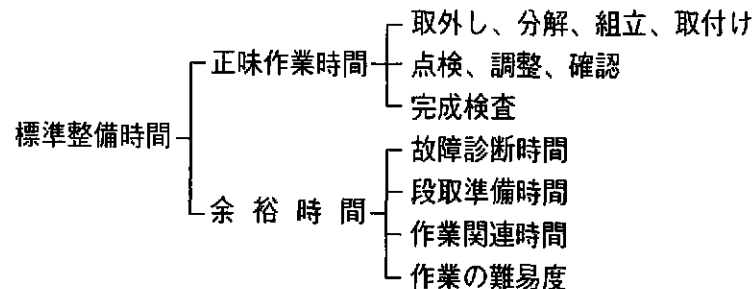 取外し、分解、組立、取付け
正味作業時間
点検、調整、確認
完成検査
標準整備時間
故障診断時間
段取準備時間
余裕時間
作業関連時間
作業の難易度